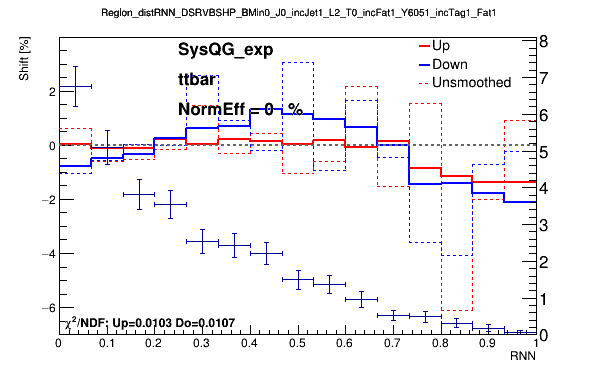 Region_distRNN_DSRVBSHP_BMin0_J0_incJet1_L2_T0_incFat1_Y6051_incTag1_Fat1
Shift [%]
SysQG_exp
ttbar
NormEff = 0 %
Up
Down
Unsmoothed
2
0
−2
−4
−6
8
7
6
5
4
3
2
1
0
χ²/NDF: Up=0.0103 Do=0.0107
0 0.1 0.2 0.3 0.4 0.5 0.6 0.7 0.8 0.9 1
RNN